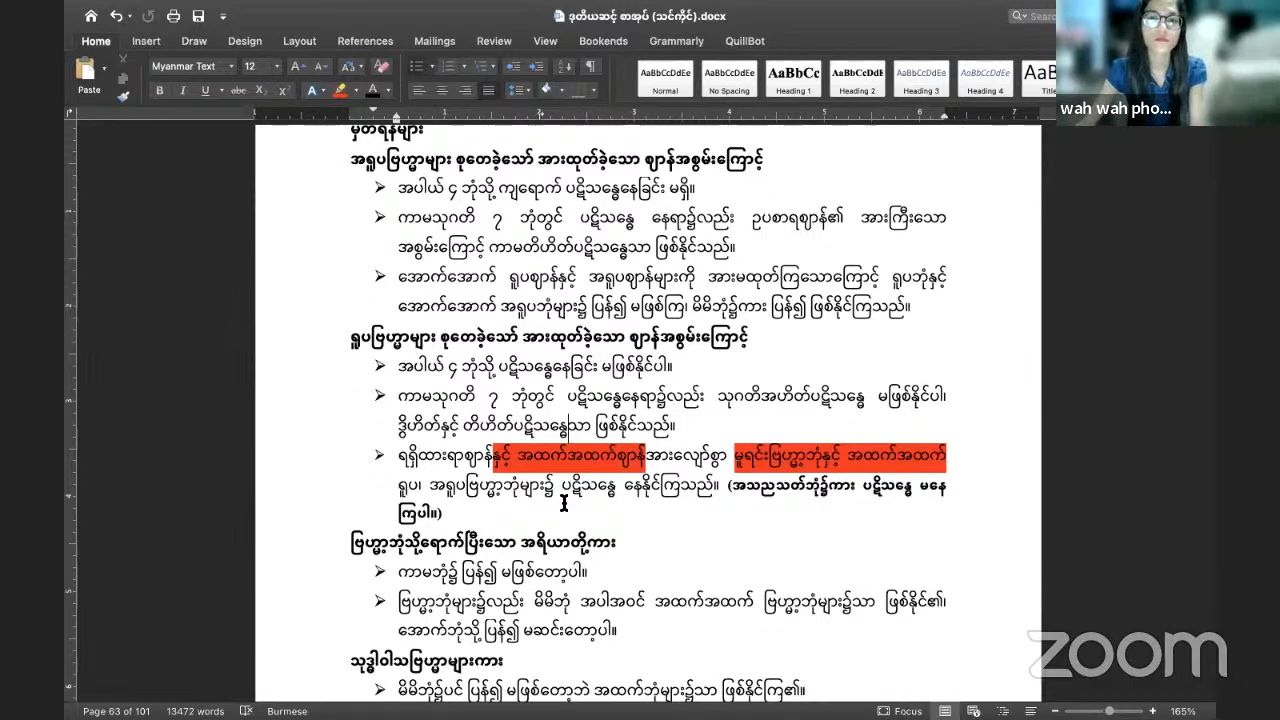 ဒုတိယဆင့် စာအုပ် (သင်ကိုင်).docx
Home Insert Draw Design Layout References Mailings Review View Bookends Grammarly QuillBot
Paste Myanmar Text 12
AaBbCcDdEe AaBbCcDdEe AaBbCc AaBbCcDdE AaBbCcDdEe AaBbCcDdEe
Normal No Spacing Heading 1 Heading 2 Heading 3 Heading 4
wah wah pho...
မှတ်ရန်များ
အရူပဗြဟ္မာများ စုတေခဲ့သော် အားထုတ်ခဲ့သော ဈာန်အစွမ်းကြောင့်
➤ အပါယ် ၄ ဘုံသို့ ကျရောက် ပဋိသန္ဓေနေခြင်း မရှိ။
➤ ကာမသုဂတိ ၇ ဘုံတွင် ပဋိသန္ဓေ နေရာ၌လည်း ဥပစာရဈာန်၏ အားကြီးသော
အစွမ်းကြောင့် ကာမတိဟိတ်ပဋိသန္ဓေသာ ဖြစ်နိုင်သည်။
➤ အောက်အောက် ရူပဈာန်နှင့် အရူပဈာန်များကို အားမထုတ်ကြသောကြောင့် ရူပဘုံနှင့်
အောက်အောက် အရူပဘုံများ၌ ပြန်၍ မဖြစ်ကြ၊ မိမိဘုံ၌ကား ပြန်၍ ဖြစ်နိုင်ကြသည်။
ရူပဗြဟ္မာများ စုတေခဲ့သော် အားထုတ်ခဲ့သော ဈာန်အစွမ်းကြောင့်
➤ အပါယ် ၄ ဘုံသို့ ပဋိသန္ဓေနေခြင်း မဖြစ်နိုင်ပါ။
➤ ကာမသုဂတိ ၇ ဘုံတွင် ပဋိသန္ဓေနေရာ၌လည်း သုဂတိအဟိတ်ပဋိသန္ဓေ မဖြစ်နိုင်ပါ၊
ဒွိဟိတ်နှင့် တိဟိတ်ပဋိသန္ဓေသာ ဖြစ်နိုင်သည်။
➤ ရရှိထားရာဈာန်နှင့် အထက်အထက်ဈာန်အားလျော်စွာ မူရင်းဗြဟ္မာ့ဘုံနှင့် အထက်အထက်
ရူပ၊ အရူပဗြဟ္မာ့ဘုံများ၌ ပဋိသန္ဓေ နေနိုင်ကြသည်။ (အသညသတ်ဘုံ၌ကား ပဋိသန္ဓေ မနေ
ကြပါ။)
ဗြဟ္မာ့ဘုံသို့ရောက်ပြီးသော အရိယာတို့ကား
➤ ကာမဘုံ၌ ပြန်၍ မဖြစ်တော့ပါ။
➤ ဗြဟ္မာ့ဘုံများ၌လည်း မိမိဘုံ အပါအဝင် အထက်အထက် ဗြဟ္မာ့ဘုံများ၌သာ ဖြစ်နိုင်၏၊
အောက်ဘုံသို့ ပြန်၍ မဆင်းတော့ပါ။
သုဒ္ဓါဝါသဗြဟ္မာများကား
➤ မိမိဘုံ၌ပင် ပြန်၍ မဖြစ်တော့ဘဲ အထက်ဘုံများ၌သာ ဖြစ်နိုင်ကြ၏။
zoom
Page 63 of 101 13472 words Burmese Focus 165%